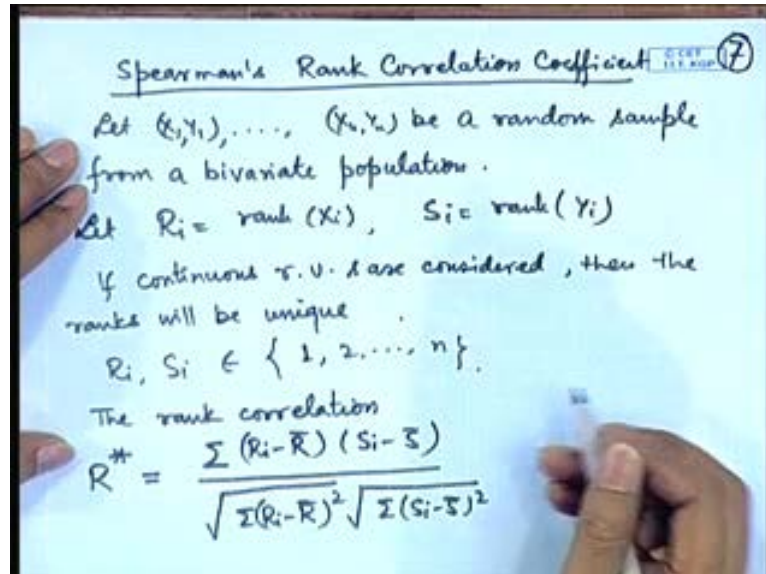 Spearman's Rank Correlation Coefficient © CET I.I.T. KGP 7
Let (X₁,Y₁), ...., (Xₙ,Yₙ) be a random sample
from a bivariate population.
Let Ri = rank (Xi), Si = rank (Yi)
If continuous r.v.s are considered, then the
ranks will be unique.
Ri, Si ∈ { 1, 2, ..., n }.
The rank correlation
R* = Σ (Ri - R̄) (Si - S̄)
√Σ(Ri - R̄)² √Σ(Si - S̄)²